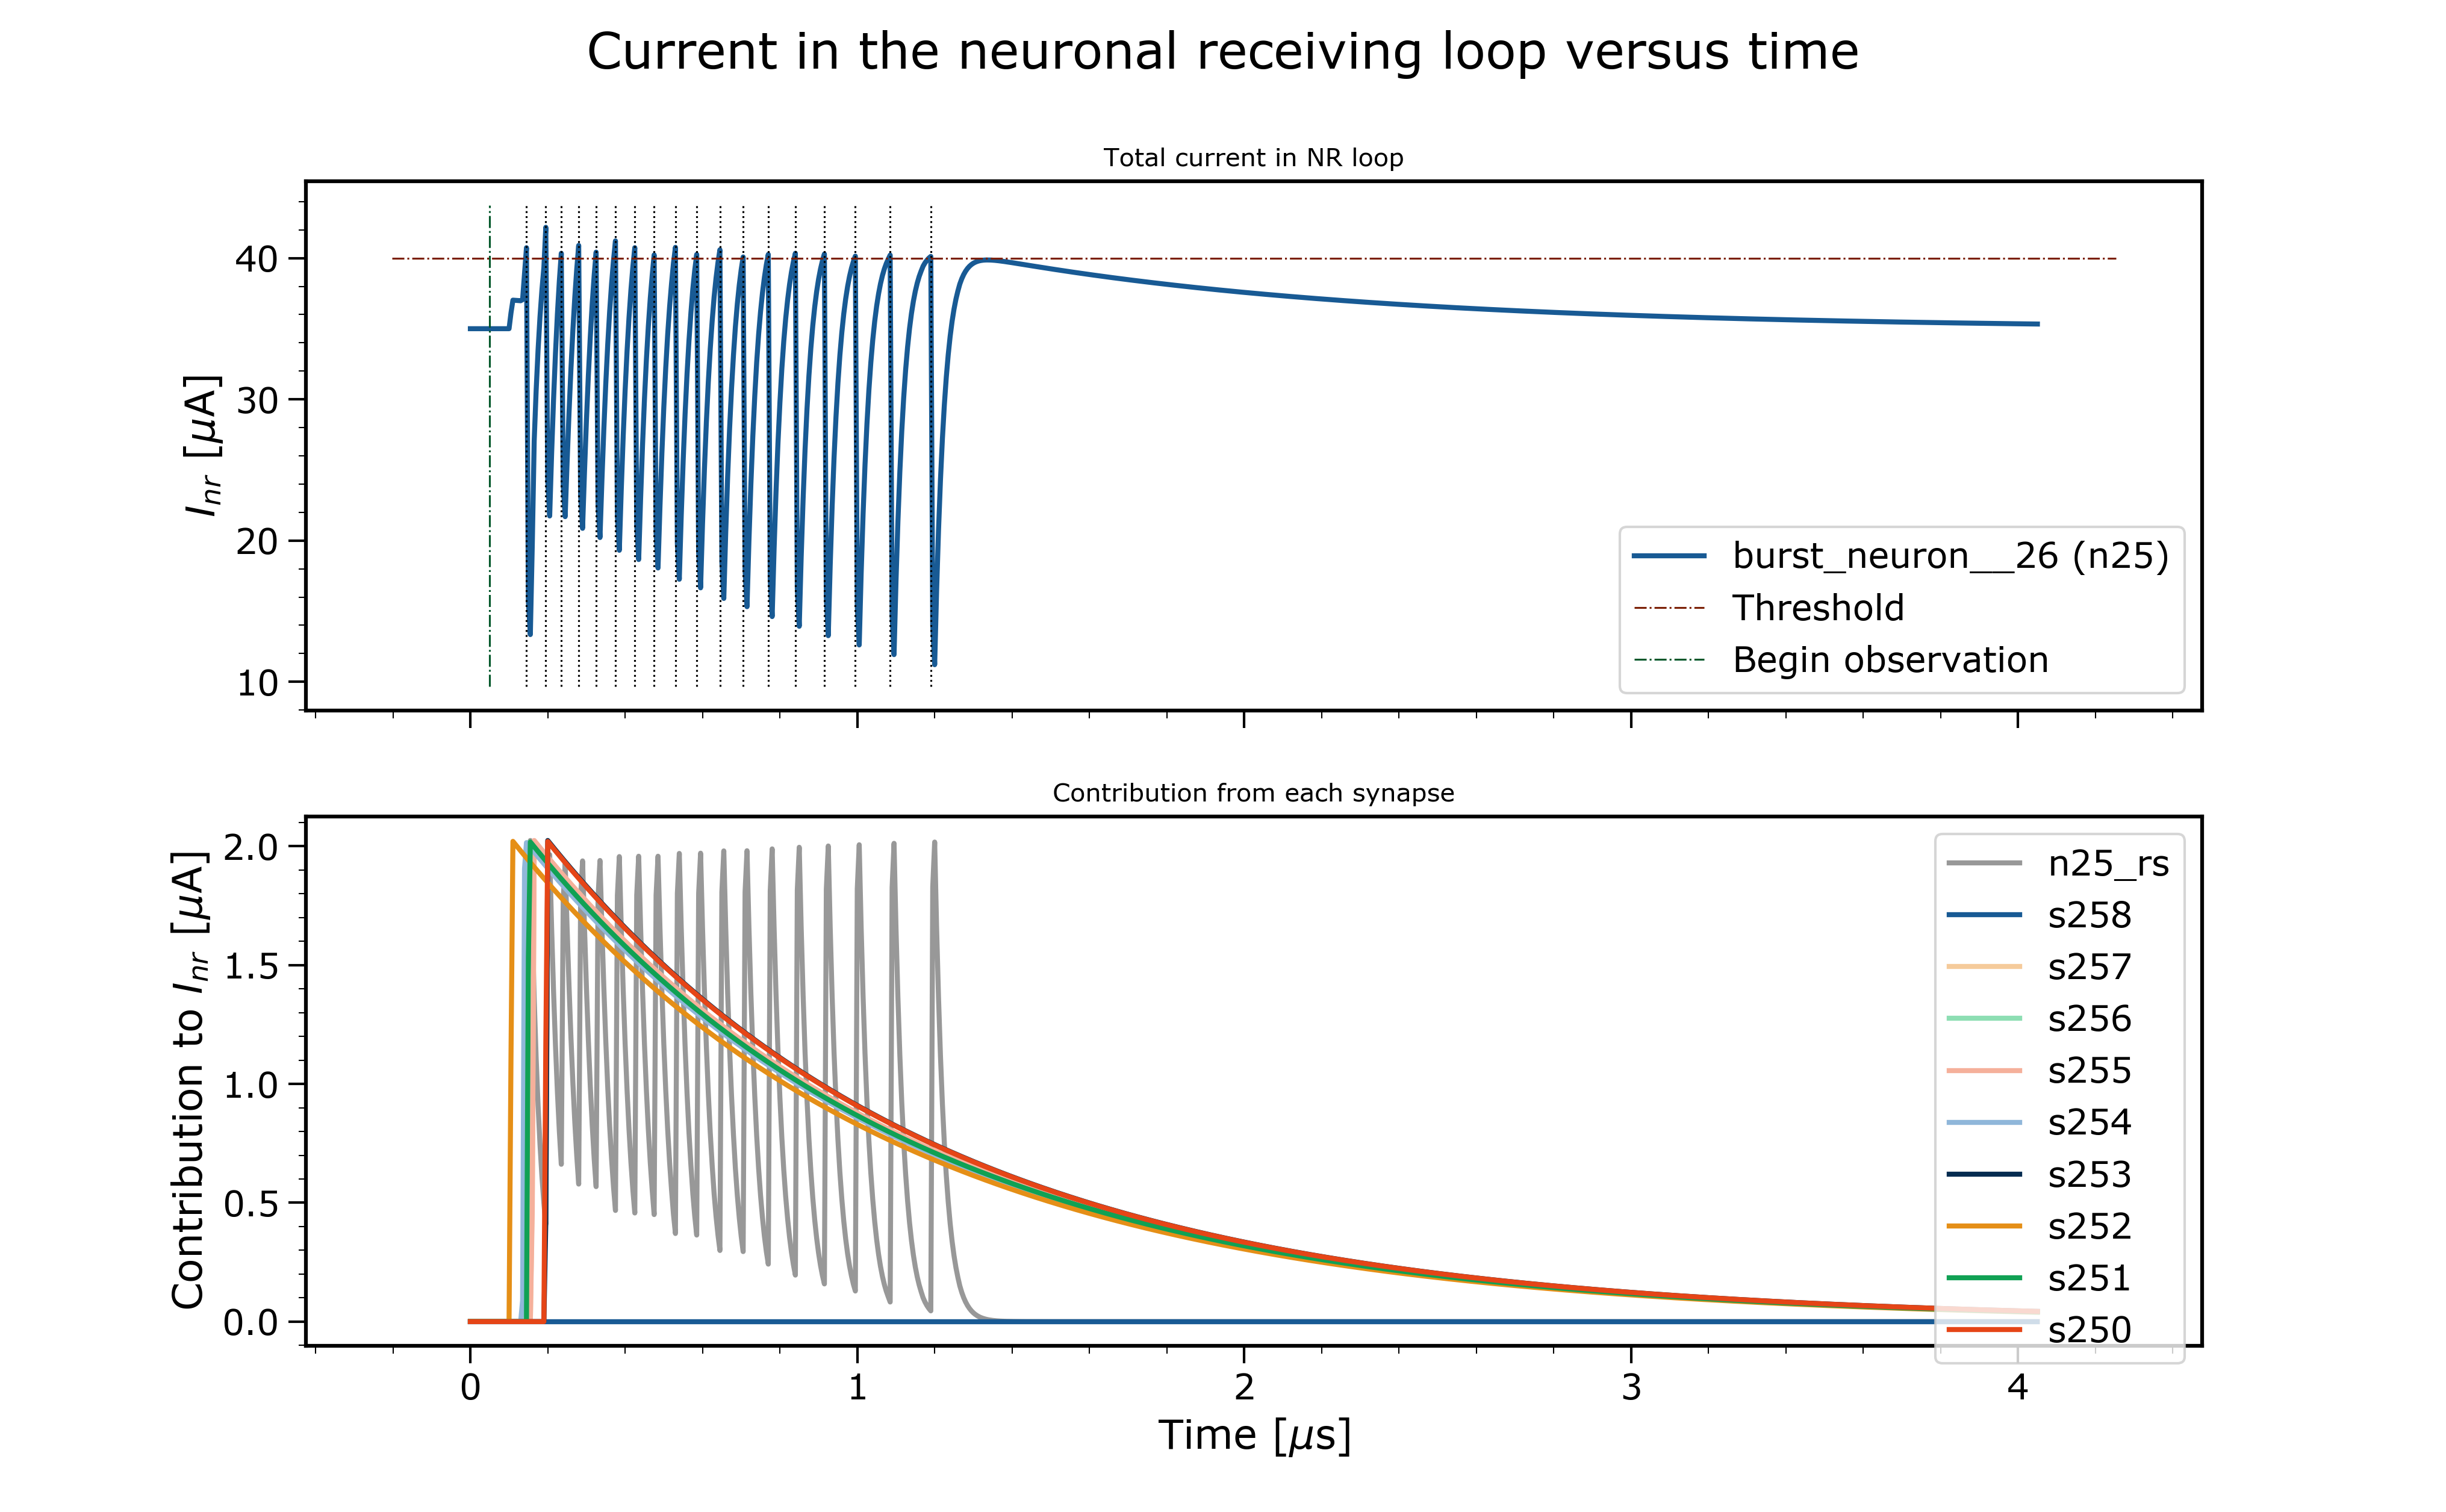 Current in the neuronal receiving loop versus time
Total current in NR loop
I_nr [μA]
40
30
20
10
burst_neuron__26 (n25)
Threshold
Begin observation
Contribution from each synapse
Contribution to I_nr [μA]
2.0
1.5
1.0
0.5
0.0
n25_rs
s258
s257
s256
s255
s254
s253
s252
s251
s250
0 1 2 3 4
Time [μs]